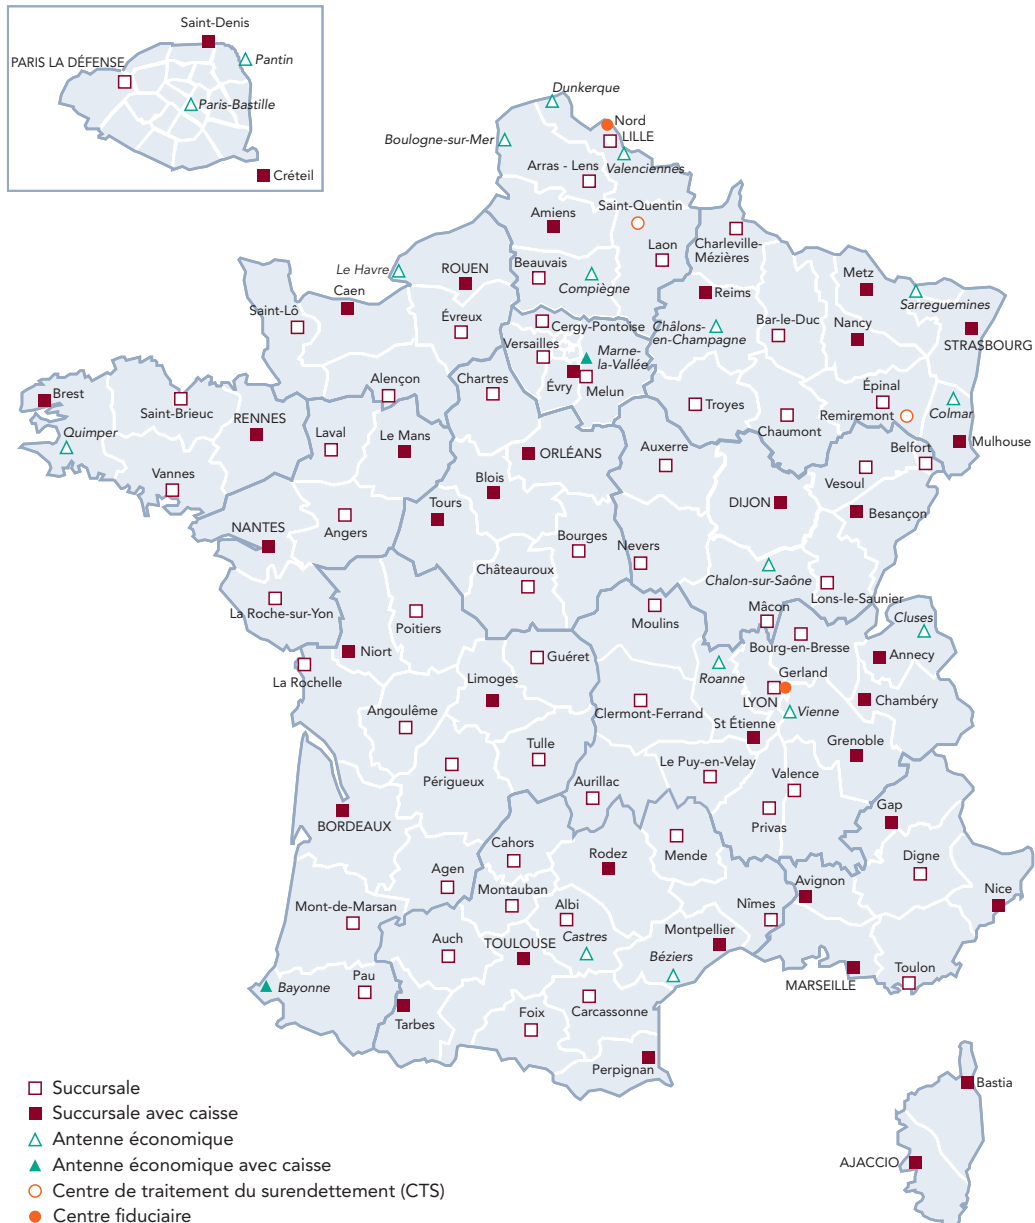 Saint-Denis
Pantin
PARIS LA DÉFENSE
Paris-Bastille
Créteil
Dunkerque
Nord
LILLE
Boulogne-sur-Mer
Valenciennes
Arras - Lens
Saint-Quentin
Amiens
Laon
Charleville-
Mézières
Le Havre
ROUEN
Beauvais
Compiègne
Metz
Sarreguemines
Caen
Reims
Saint-Lô
Évreux
Cergy-Pontoise
Châlons-
en-Champagne
Bar-le-Duc
Nancy
STRASBOURG
Versailles
Marne-
la-Vallée
Évry
Melun
Brest
Saint-Brieuc
Alençon
Chartres
Troyes
Chaumont
Épinal
Remiremont
Colmar
Quimper
RENNES
Laval
Le Mans
ORLÉANS
Auxerre
Belfort
Mulhouse
Vannes
Blois
Vesoul
NANTES
Angers
Tours
DIJON
Besançon
Bourges
Nevers
Châteauroux
Chalon-sur-Saône
Lons-le-Saunier
La Roche-sur-Yon
Poitiers
Moulins
Mâcon
Bourg-en-Bresse
Cluses
Niort
Guéret
Annecy
La Rochelle
Limoges
Roanne
Gerland
LYON
Chambéry
Angoulême
Clermont-Ferrand
Vienne
St Étienne
Grenoble
Tulle
Périgueux
Le Puy-en-Velay
Valence
Aurillac
Privas
Gap
BORDEAUX
Cahors
Rodez
Mende
Digne
Agen
Avignon
Nice
Montauban
Albi
Nîmes
Mont-de-Marsan
Auch
TOULOUSE
Castres
Montpellier
Béziers
MARSEILLE
Toulon
Bayonne
Pau
Tarbes
Foix
Carcassonne
Perpignan
Bastia
AJACCIO
Succursale
Succursale avec caisse
Antenne économique
Antenne économique avec caisse
Centre de traitement du surendettement (CTS)
Centre fiduciaire